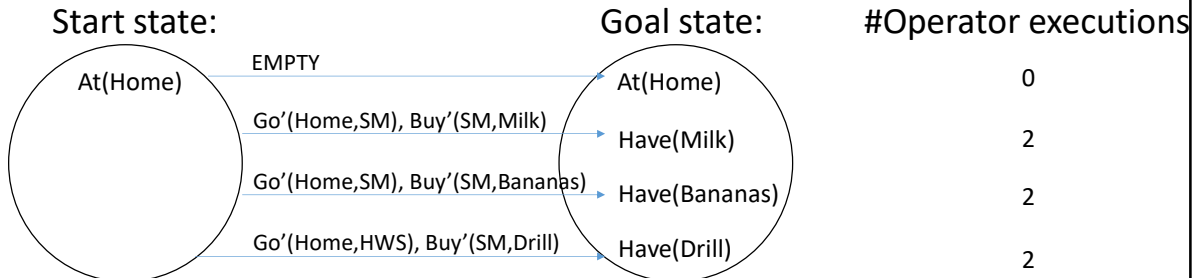 Start state: Goal state: #Operator executions
EMPTY
At(Home) At(Home) 0
Go’(Home,SM), Buy’(SM,Milk)
Have(Milk) 2
Go’(Home,SM), Buy’(SM,Bananas)
Have(Bananas) 2
Go’(Home,HWS), Buy’(SM,Drill)
Have(Drill) 2